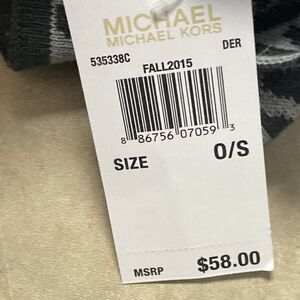 MICHAEL
MICHAEL KORS
535338C DER
FALL2015
8 86756 07059 3
SIZE O/S
MSRP $58.00